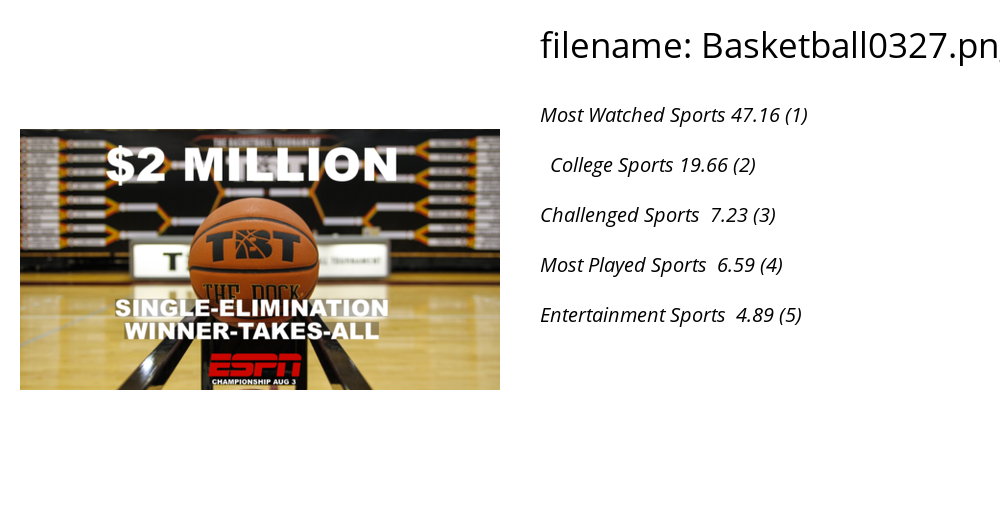 filename: Basketball0327.pn
Most Watched Sports 47.16 (1)
College Sports 19.66 (2)
Challenged Sports 7.23 (3)
Most Played Sports 6.59 (4)
Entertainment Sports 4.89 (5)
$2 MILLION
TBT
THE DOCK
SINGLE-ELIMINATION
WINNER-TAKES-ALL
ESPN
CHAMPIONSHIP AUG 3